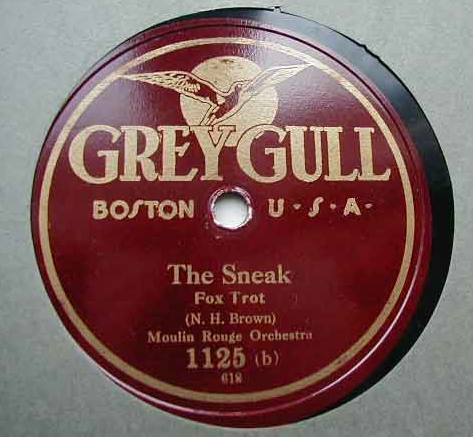 GREY GULL
BOSTON U·S·A·
The Sneak
Fox Trot
(N. H. Brown)
Moulin Rouge Orchestra
1125 (b)
618